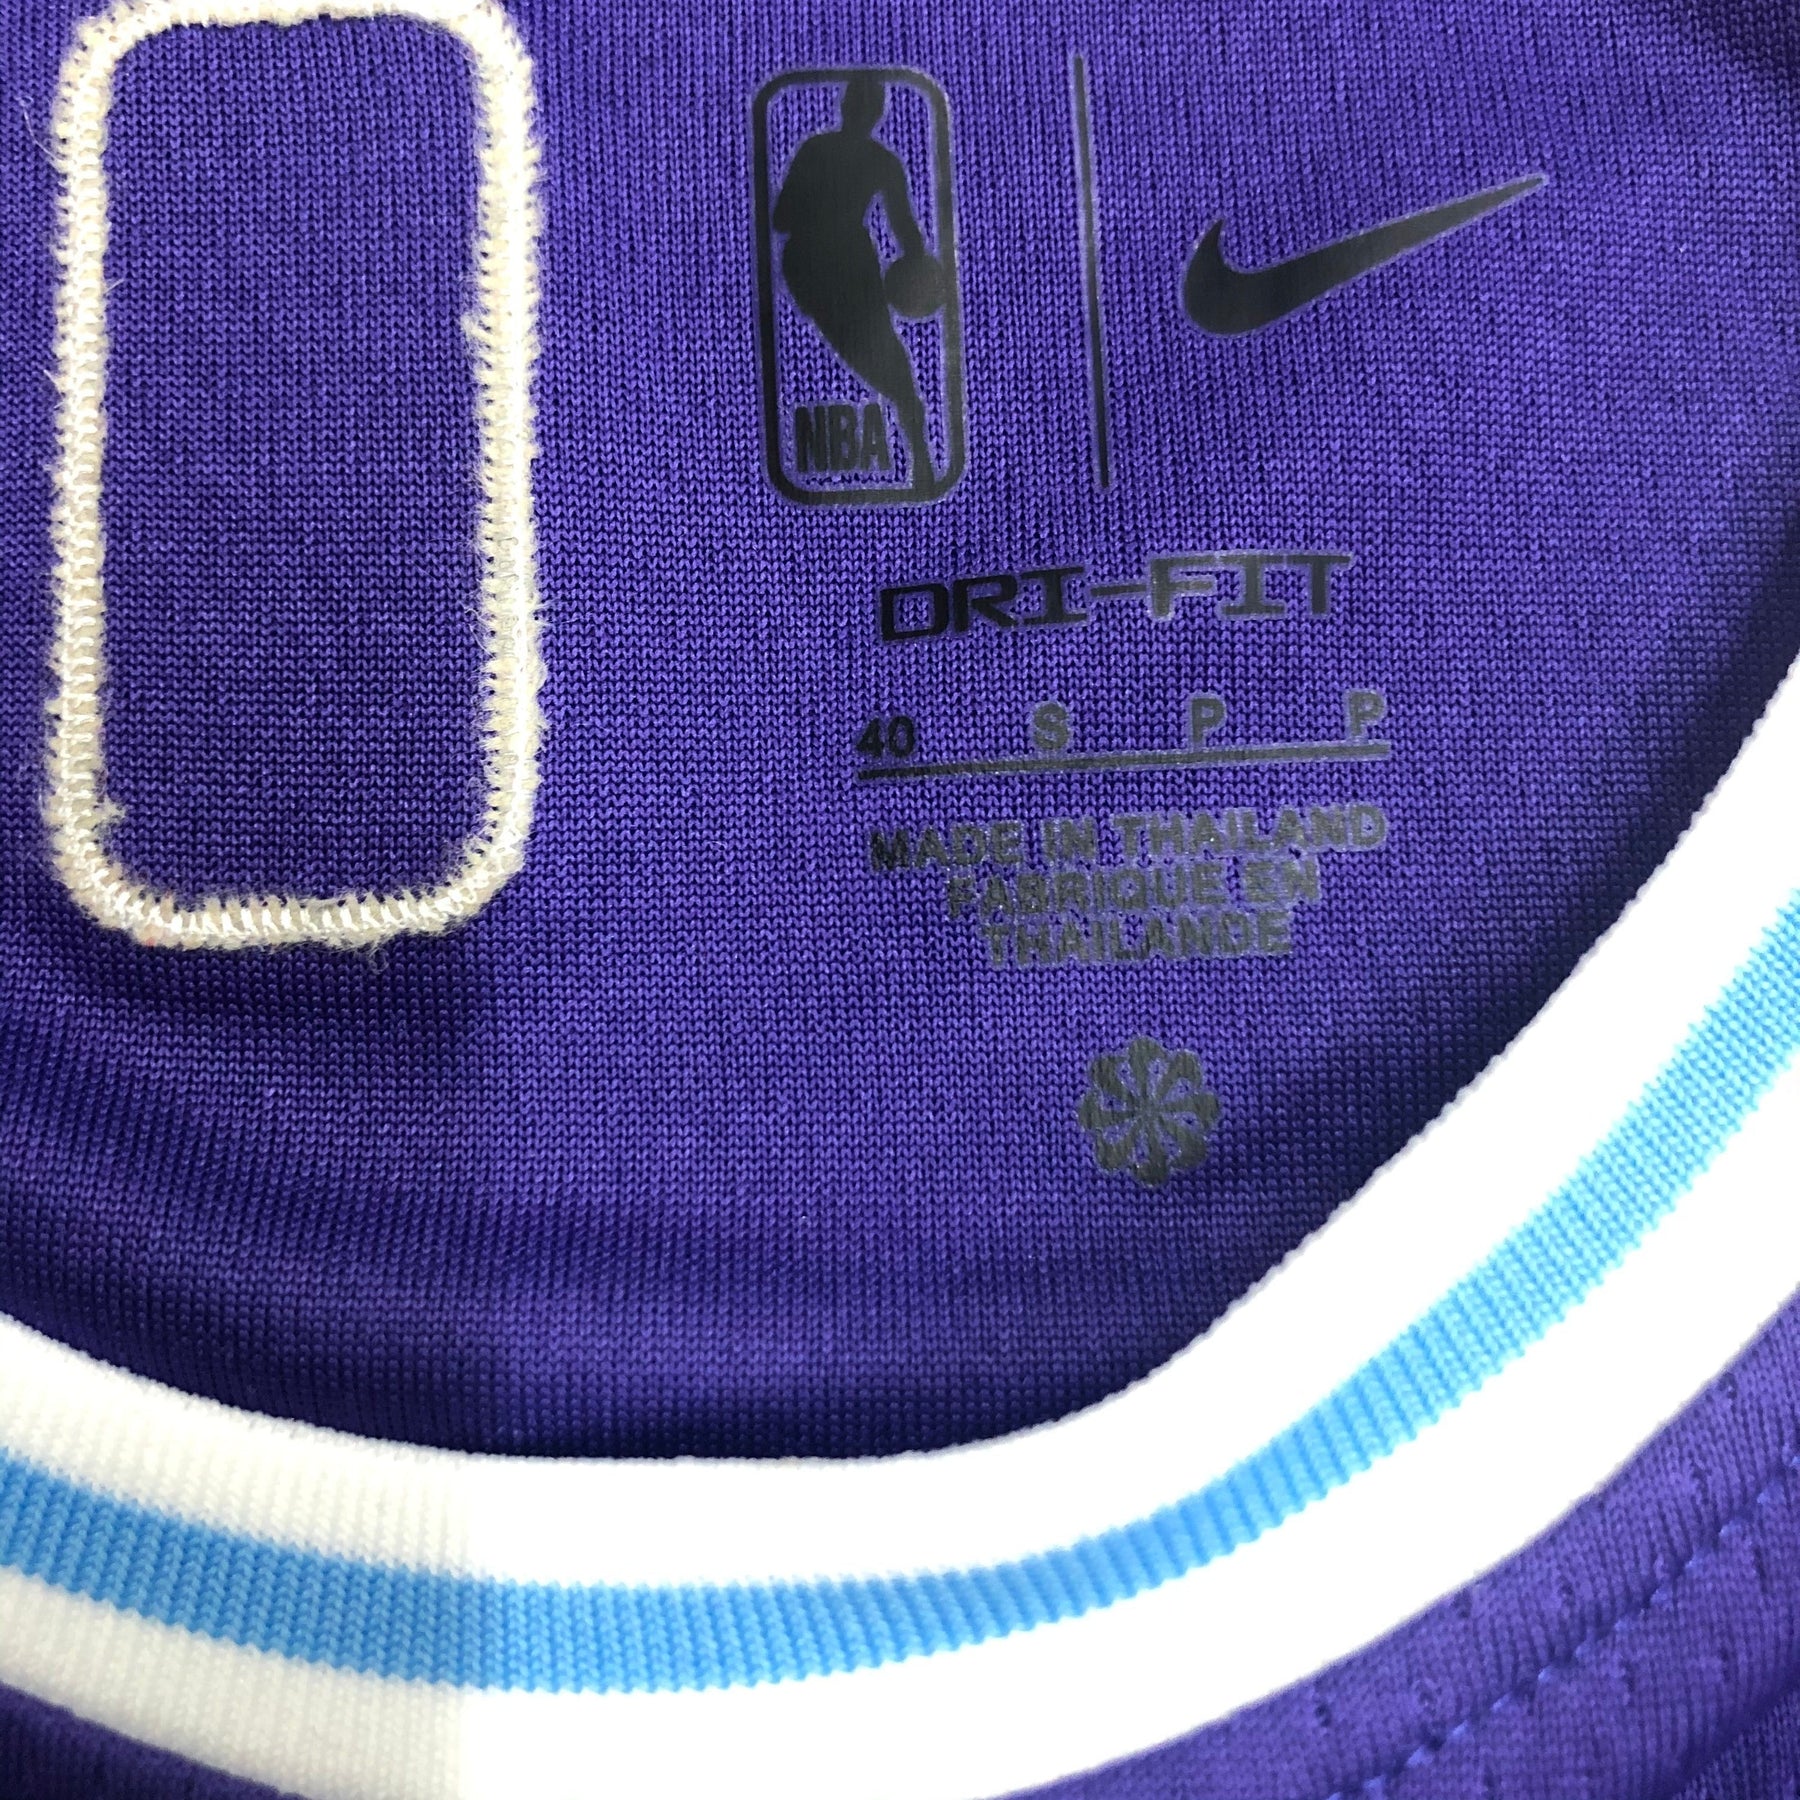 NBA
DRI-FIT
40 S P P
MADE IN THAILAND
FABRIQUE EN
THAILANDE